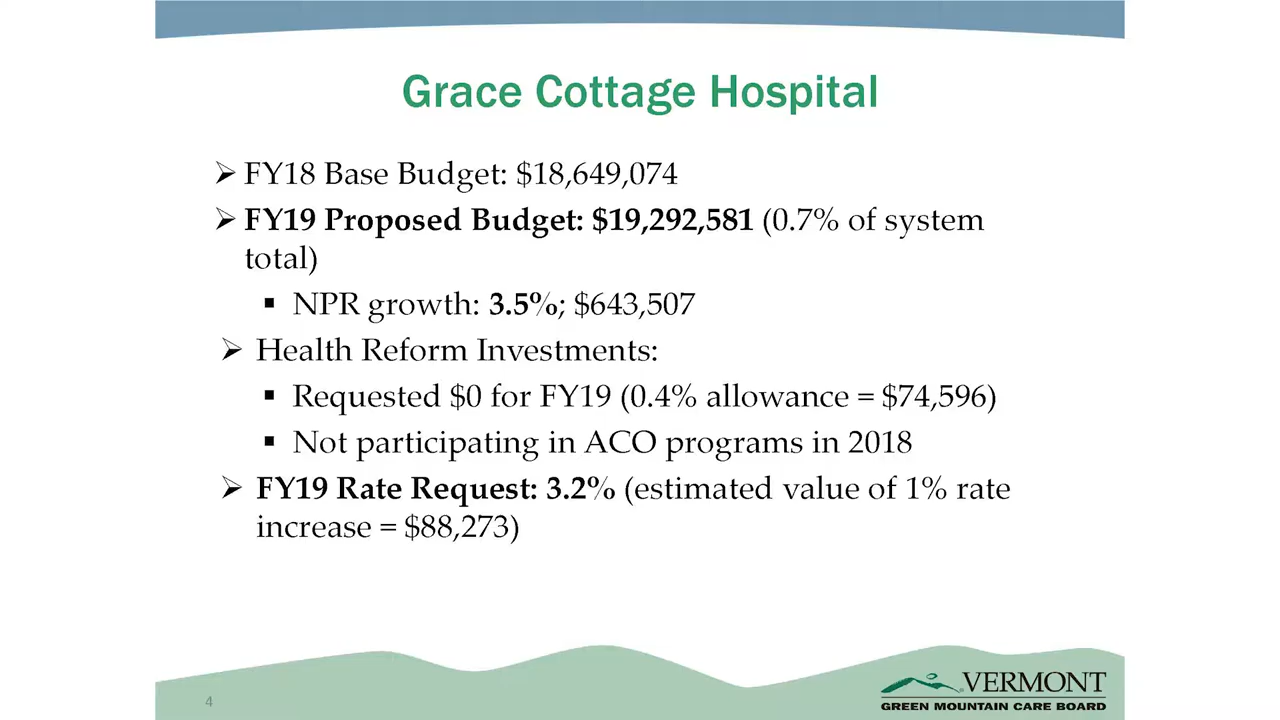 Grace Cottage Hospital
➢ FY18 Base Budget: $18,649,074
➢ FY19 Proposed Budget: $19,292,581 (0.7% of system
total)
▪ NPR growth: 3.5%; $643,507
➢ Health Reform Investments:
▪ Requested $0 for FY19 (0.4% allowance = $74,596)
▪ Not participating in ACO programs in 2018
➢ FY19 Rate Request: 3.2% (estimated value of 1% rate
increase = $88,273)
4
VERMONT
GREEN MOUNTAIN CARE BOARD